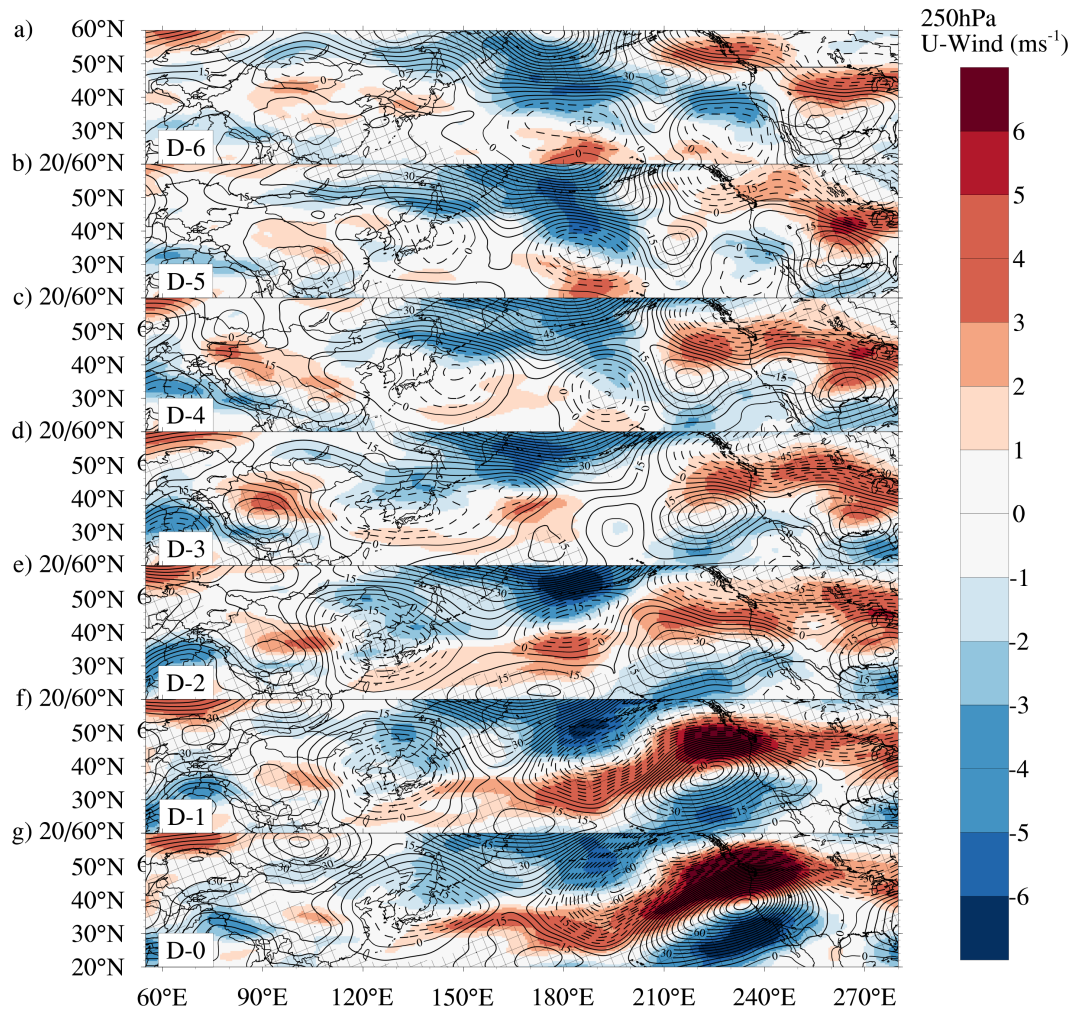 250hPa
U-Wind (ms-1)
a) 60°N
50°N
40°N
30°N
D-6
b) 20/60°N
50°N
40°N
30°N
D-5
c) 20/60°N
50°N
40°N
30°N
D-4
d) 20/60°N
50°N
40°N
30°N
D-3
e) 20/60°N
50°N
40°N
30°N
D-2
f) 20/60°N
50°N
40°N
30°N
D-1
g) 20/60°N
50°N
40°N
30°N
20°N
D-0
60°E 90°E 120°E 150°E 180°E 210°E 240°E 270°E
6
5
4
3
2
1
0
-1
-2
-3
-4
-5
-6